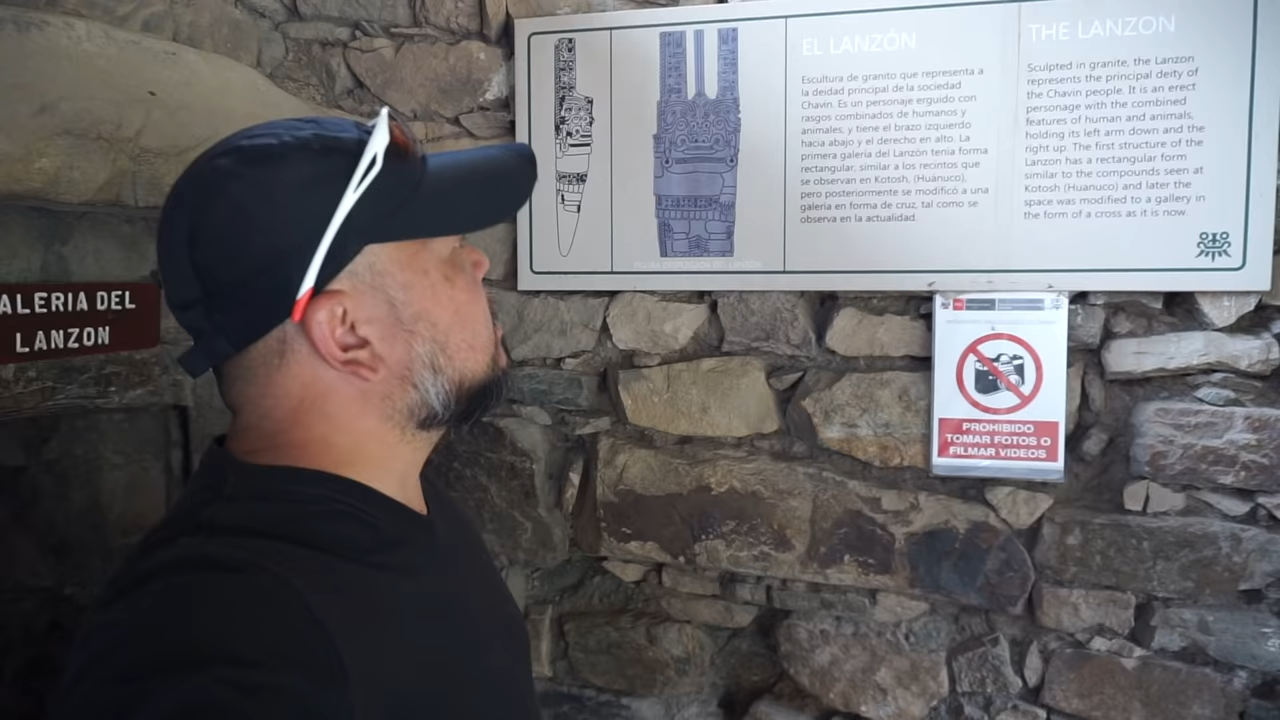 ALERIA DEL
LANZON
EL LANZÓN
Escultura de granito que representa a
la deidad principal de la sociedad
Chavín. Es un personaje erguido con
rasgos combinados de humanos y
animales, y tiene el brazo izquierdo
hacia abajo y el derecho en alto. La
primera galería del Lanzón tenía forma
rectangular, similar a los recintos que
se observan en Kotosh, (Huánuco),
pero posteriormente se modificó a una
galería en forma de cruz, tal como se
observa en la actualidad.
THE LANZON
Sculpted in granite, the Lanzon
represents the principal deity of
the Chavin people. It is an erect
personage with the combined
features of human and animals,
holding its left arm down and the
right up. The first structure of the
Lanzon has a rectangular form
similar to the compounds seen at
Kotosh (Huanuco) and later the
space was modified to a gallery in
the form of a cross as it is now.
PROHIBIDO
TOMAR FOTOS O
FILMAR VIDEOS